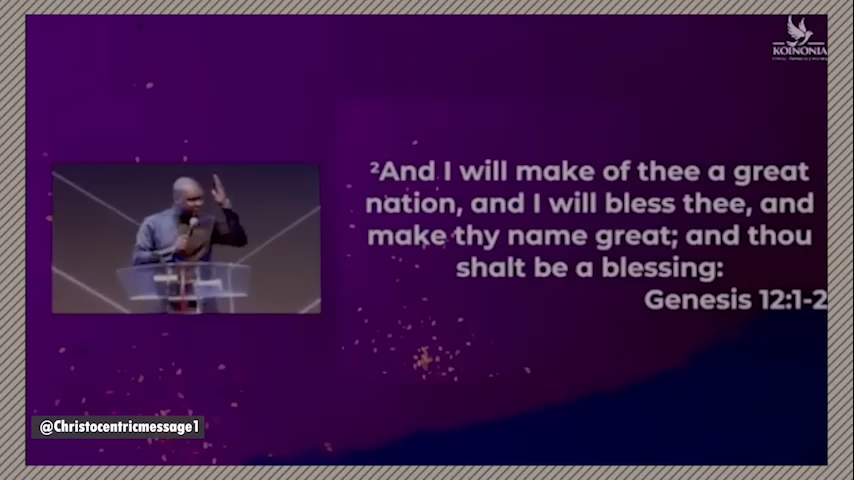 KOINONIA
²And I will make of thee a great
nation, and I will bless thee, and
make thy name great; and thou
shalt be a blessing:
Genesis 12:1-2
@Christocentricmessage1